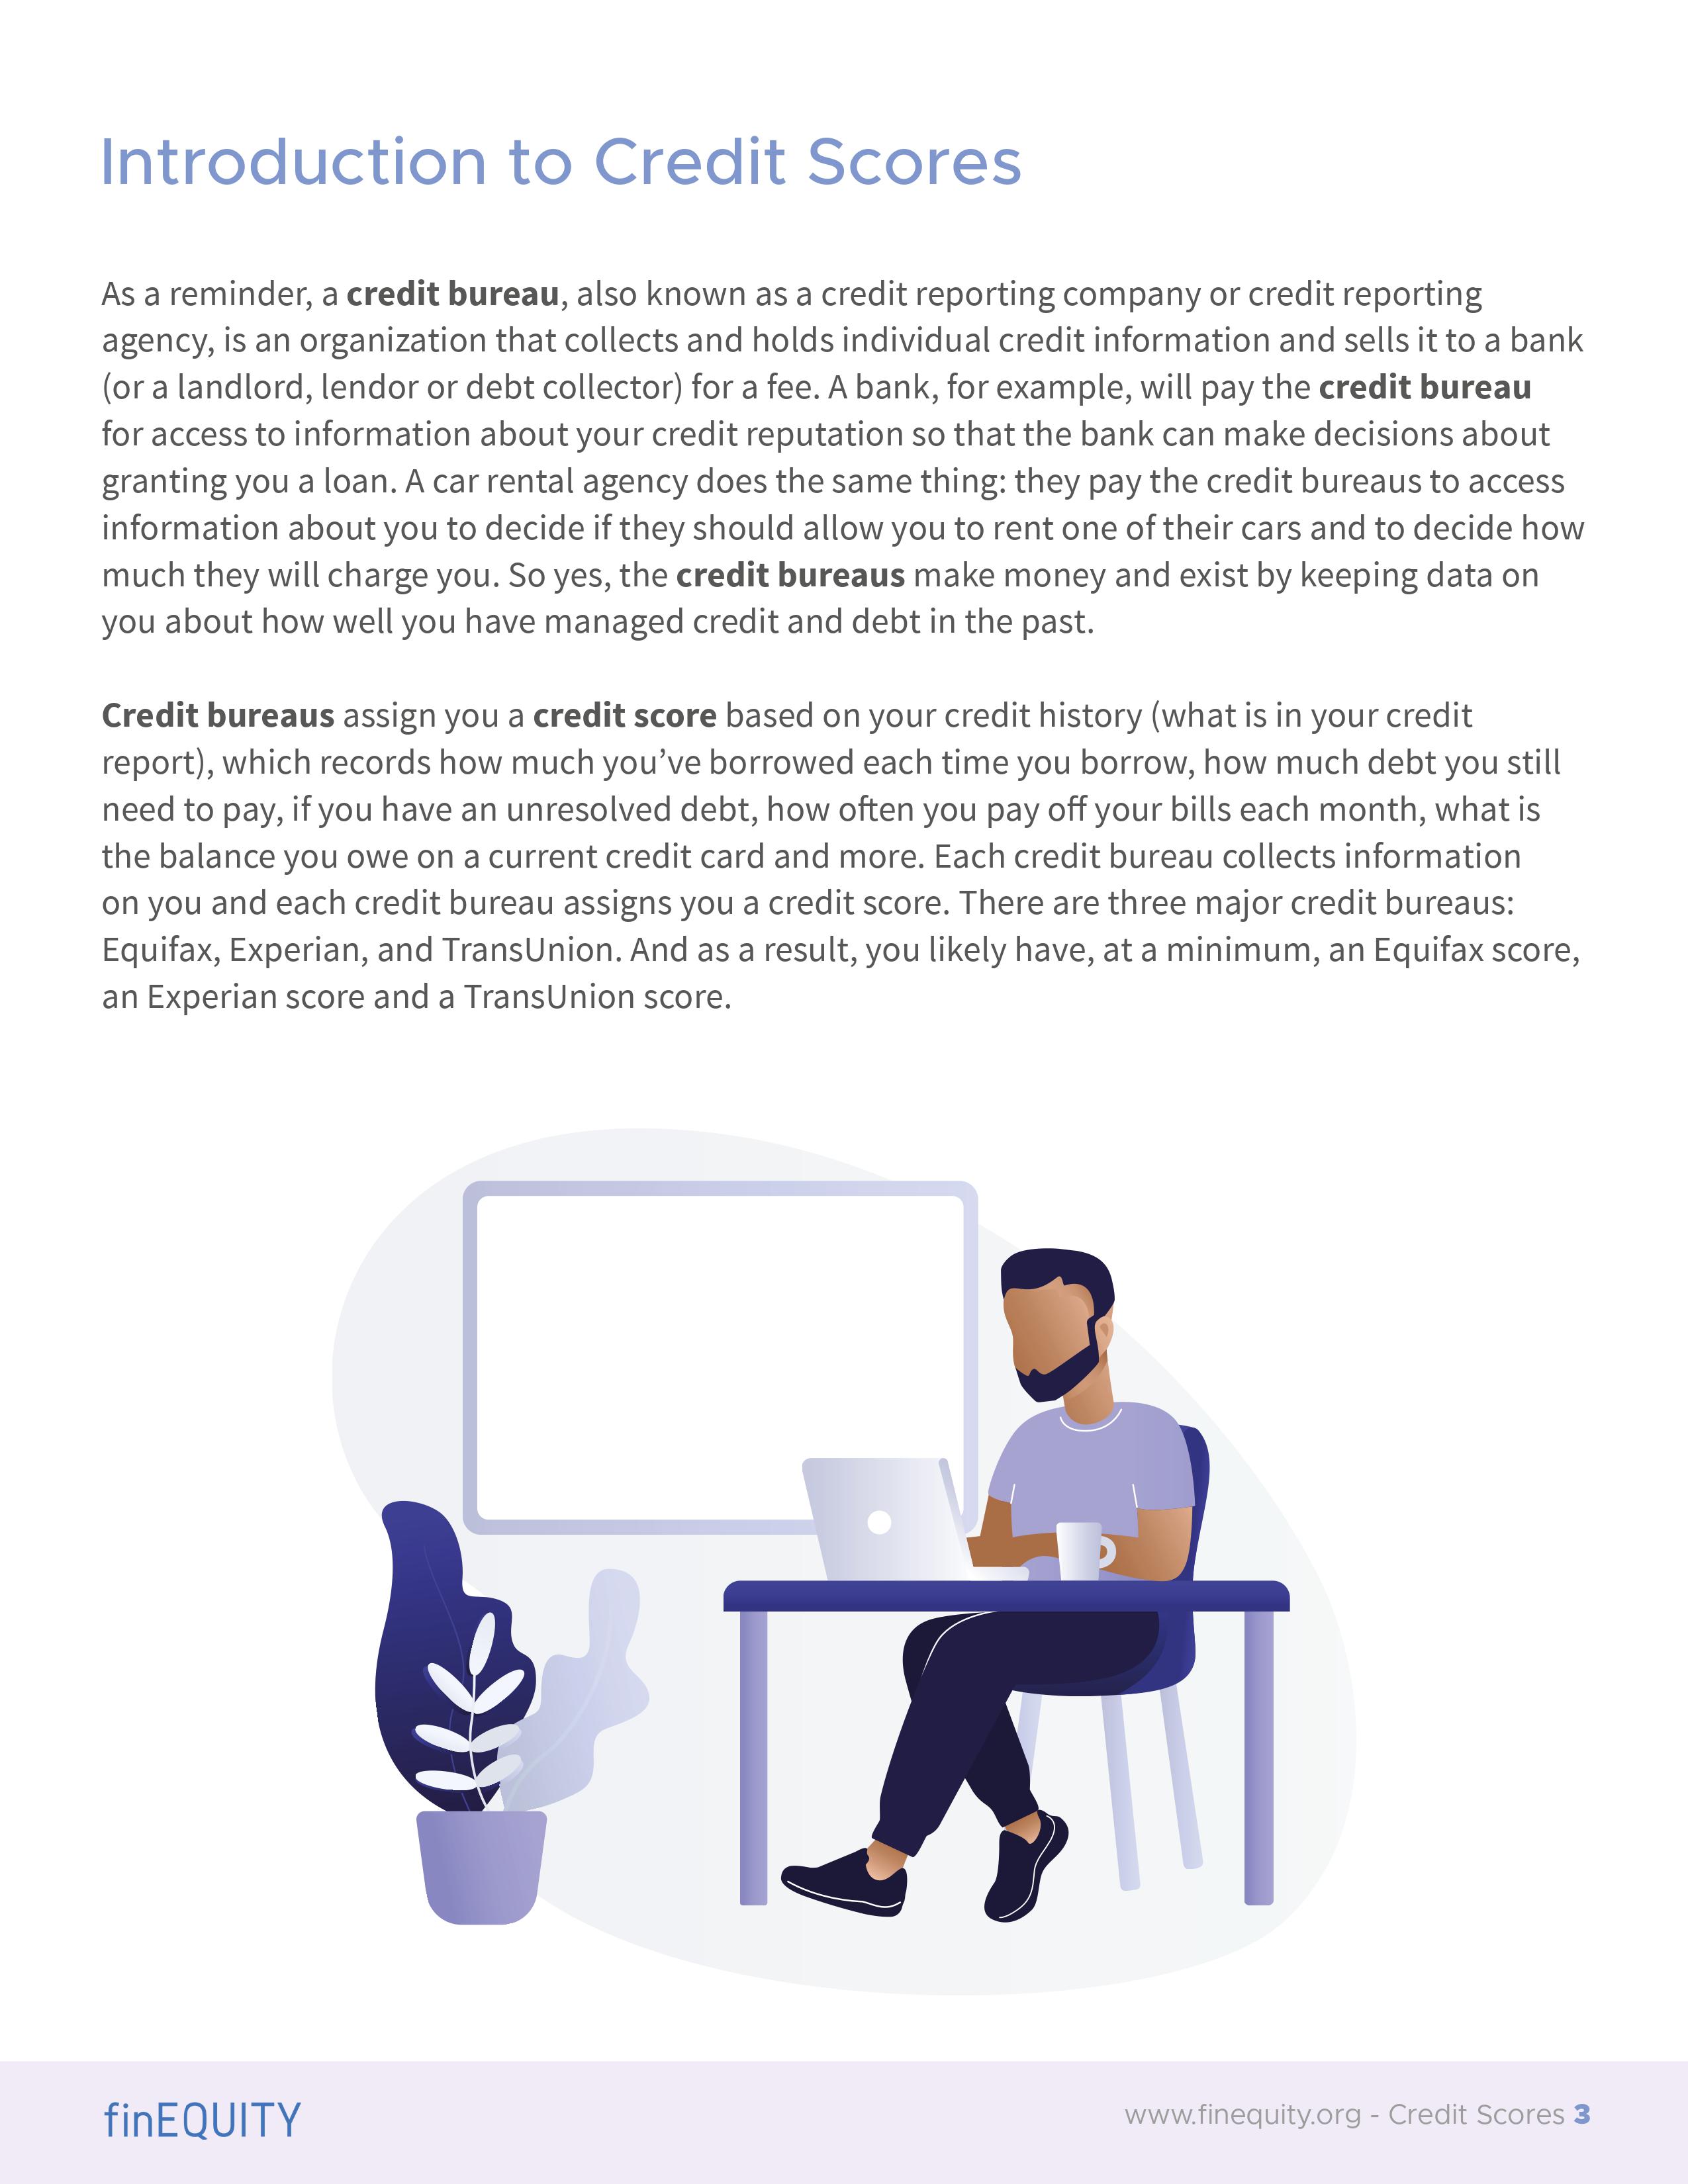 Introduction to Credit Scores
As a reminder, a credit bureau, also known as a credit reporting company or credit reporting
agency, is an organization that collects and holds individual credit information and sells it to a bank
(or a landlord, lendor or debt collector) for a fee. A bank, for example, will pay the credit bureau
for access to information about your credit reputation so that the bank can make decisions about
granting you a loan. A car rental agency does the same thing: they pay the credit bureaus to access
information about you to decide if they should allow you to rent one of their cars and to decide how
much they will charge you. So yes, the credit bureaus make money and exist by keeping data on
you about how well you have managed credit and debt in the past.
Credit bureaus assign you a credit score based on your credit history (what is in your credit
report), which records how much you’ve borrowed each time you borrow, how much debt you still
need to pay, if you have an unresolved debt, how often you pay off your bills each month, what is
the balance you owe on a current credit card and more. Each credit bureau collects information
on you and each credit bureau assigns you a credit score. There are three major credit bureaus:
Equifax, Experian, and TransUnion. And as a result, you likely have, at a minimum, an Equifax score,
an Experian score and a TransUnion score.
finEQUITY
www.finequity.org - Credit Scores 3